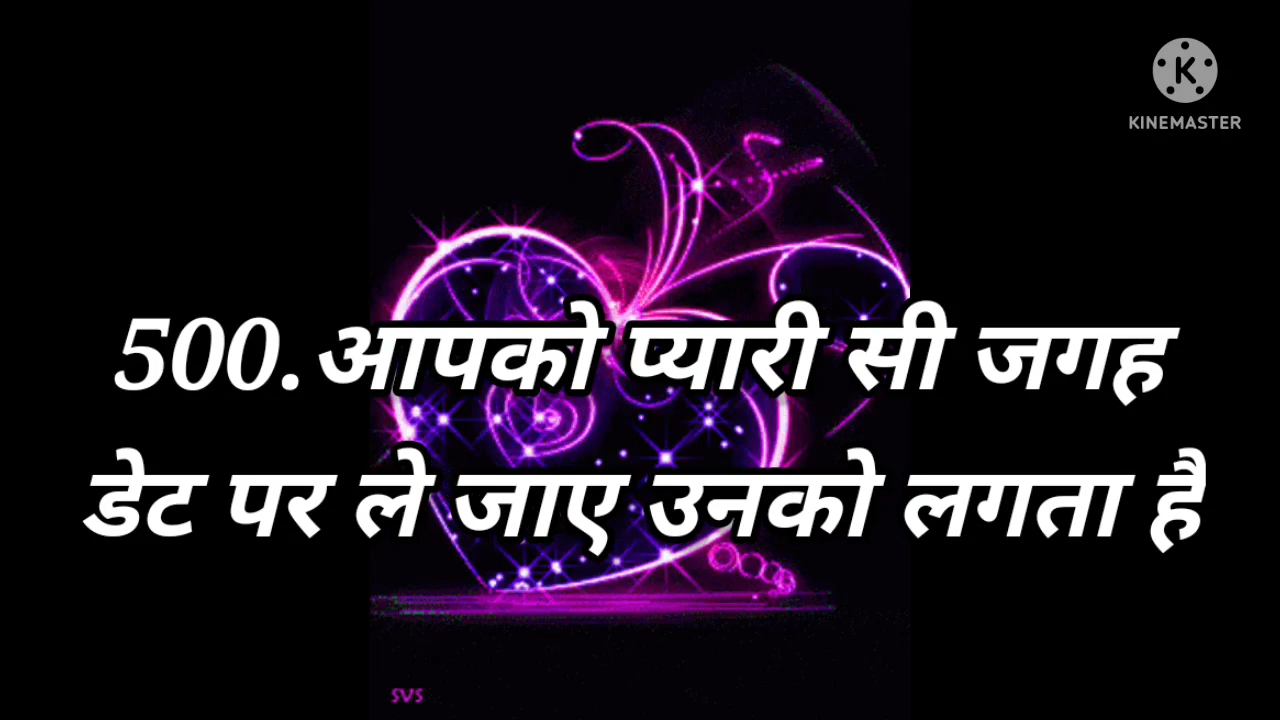 KINEMASTER
500.आपको प्यारी सी जगह
डेट पर ले जाए उनको लगता है
SVS